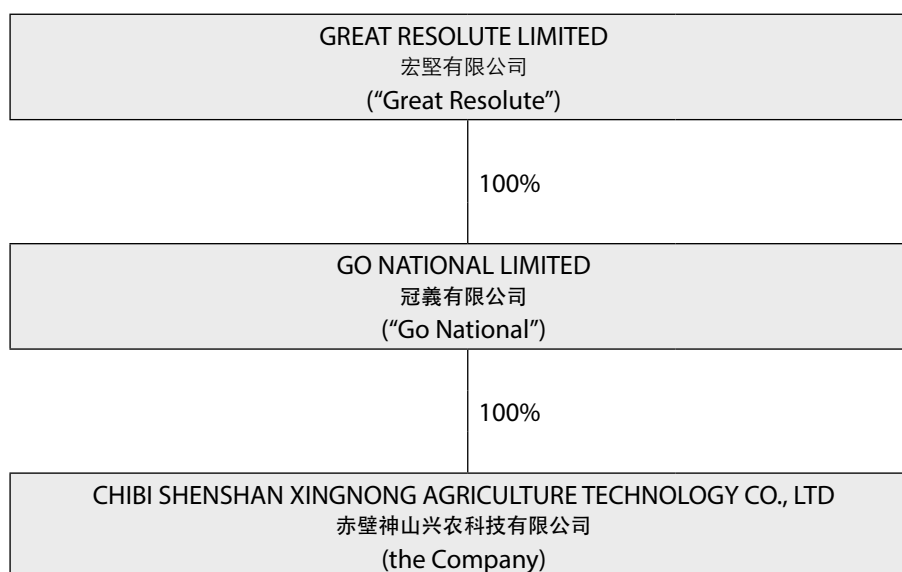 GREAT RESOLUTE LIMITED
宏堅有限公司
(“Great Resolute”)
100%
GO NATIONAL LIMITED
冠義有限公司
(“Go National”)
100%
CHIBI SHENSHAN XINGNONG AGRICULTURE TECHNOLOGY CO., LTD
赤壁神山兴农科技有限公司
(the Company)